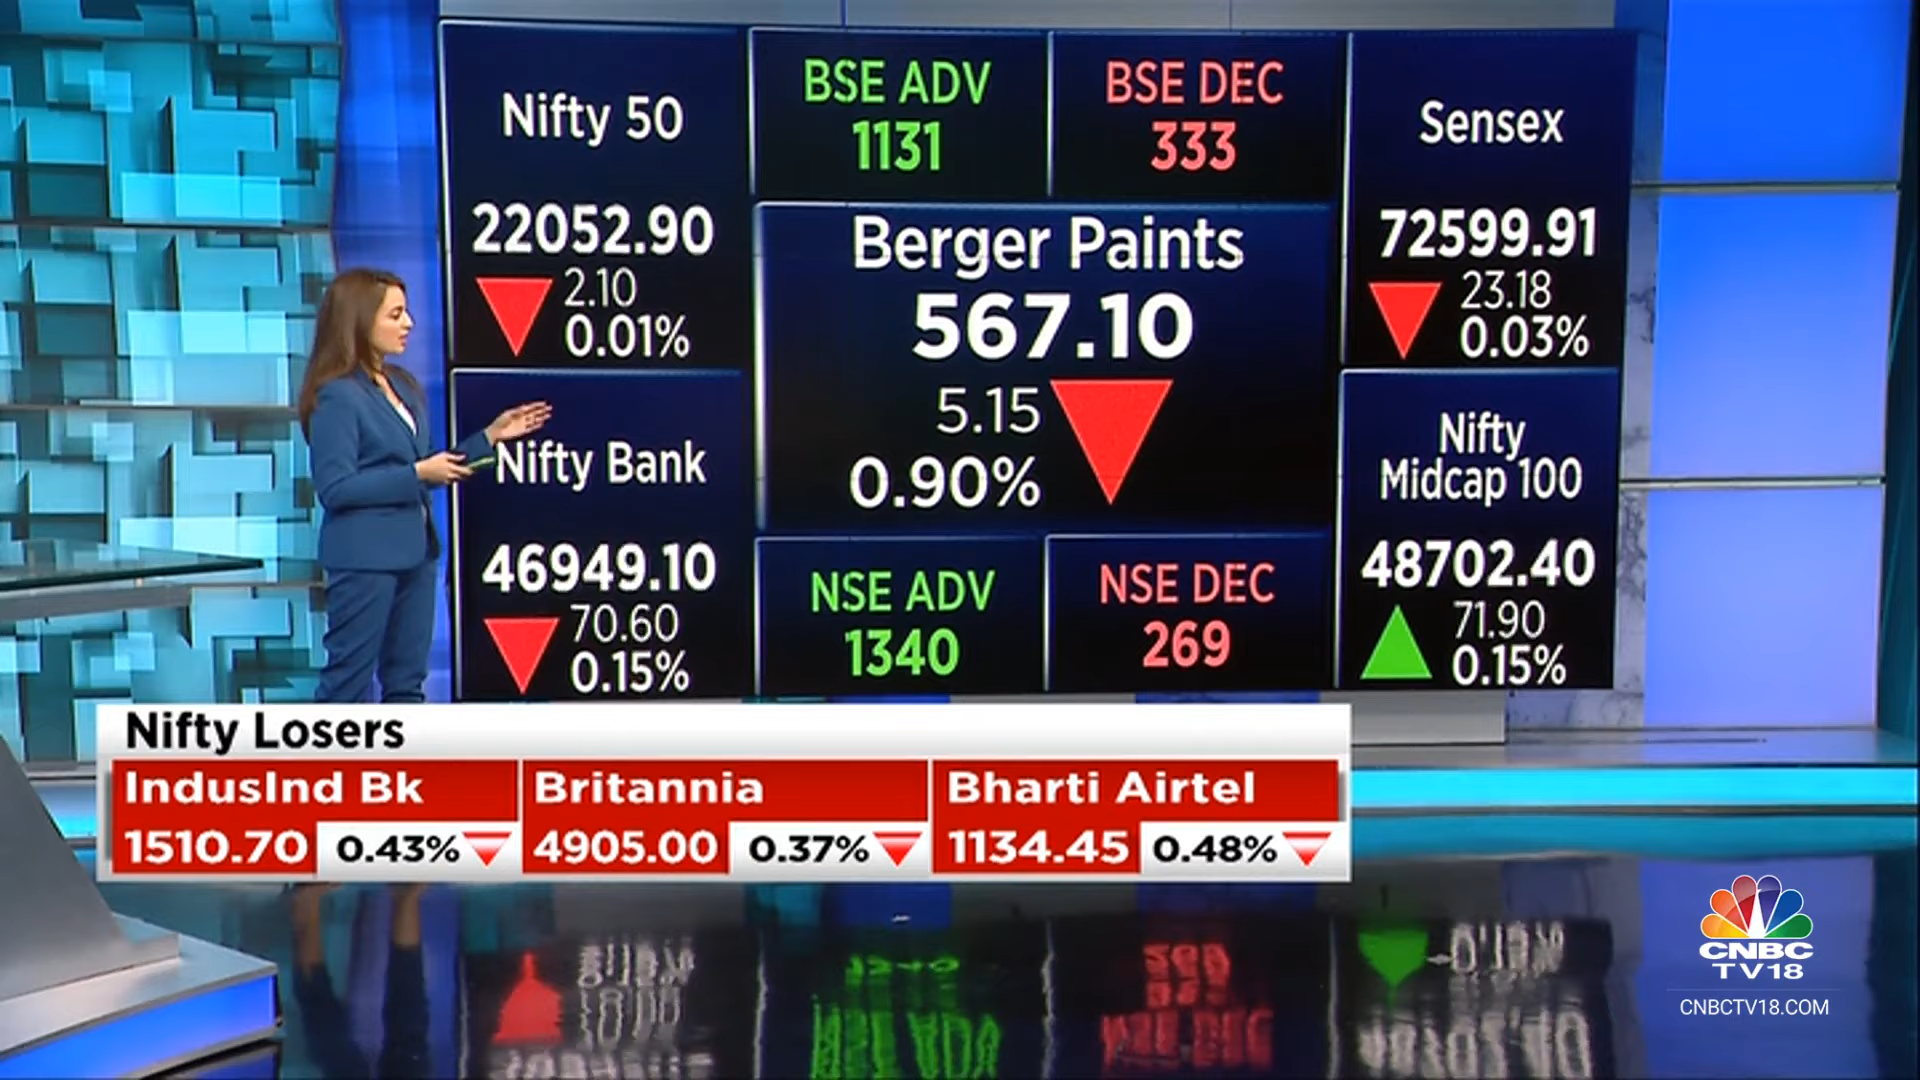 Nifty 50
22052.90
2.10
0.01%
BSE ADV
1131
BSE DEC
333
Sensex
72599.91
23.18
0.03%
Berger Paints
567.10
5.15
0.90%
Nifty Bank
46949.10
70.60
0.15%
NSE ADV
1340
NSE DEC
269
Nifty
Midcap 100
48702.40
71.90
0.15%
Nifty Losers
IndusInd Bk
1510.70 0.43%
Britannia
4905.00 0.37%
Bharti Airtel
1134.45 0.48%
CNBC
TV18
CNBCTV18.COM